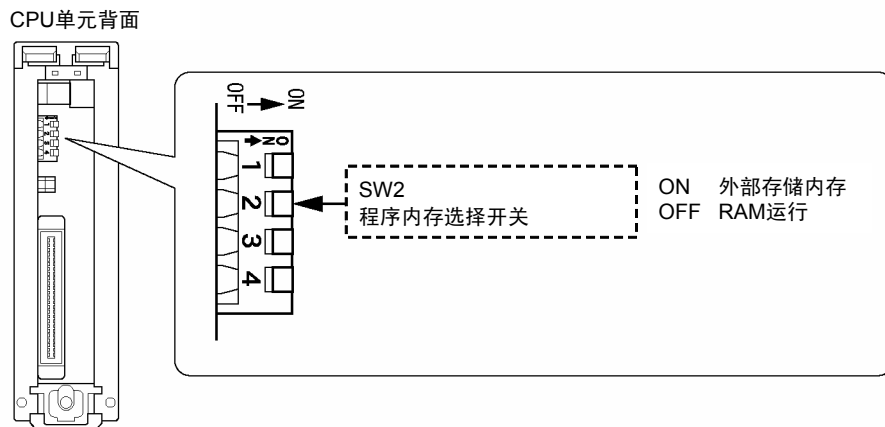 CPU单元背面
OFF → ON
ON
1
2
3
4
SW2
程序内存选择开关
ON 外部存储内存
OFF RAM运行